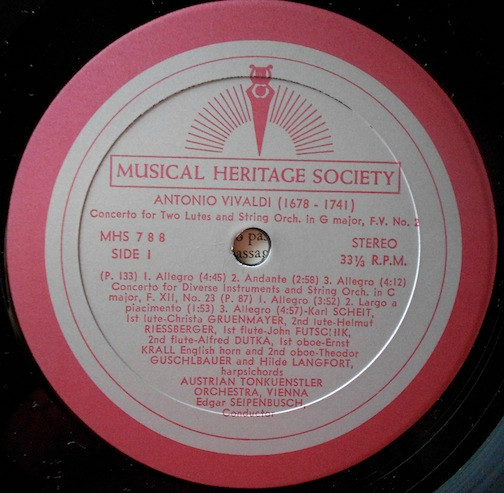 MUSICAL HERITAGE SOCIETY
ANTONIO VIVALDI (1678 - 1741)
Concerto for Two Lutes and String Orch. in G major, F.V. No. 2
MHS 788
SIDE 1
STEREO
33⅓ R.P.M.
(P. 133) 1. Allegro (4:45) 2. Andante (2:58) 3. Allegro (4:12)
Concerto for Diverse Instruments and String Orch. in C
major, F. XII, No. 23 (P. 87) 1. Allegro (3:52) 2. Largo a
piacimento (1:53) 3. Allegro (4:57)-Karl SCHEIT,
1st lute-Christa GRUENMAYER, 2nd lute-Helmut
RIESSBERGER, 1st flute-John FUTSCHIK,
2nd flute-Alfred DUTKA, 1st oboe-Ernst
KRALL English horn and 2nd oboe-Theodor
GUSCHLBAUER and Hilde LANGFORT,
harpsichords
AUSTRIAN TONKUENSTLER
ORCHESTRA, VIENNA
Edgar SEIPENBUSCH,
Conductor